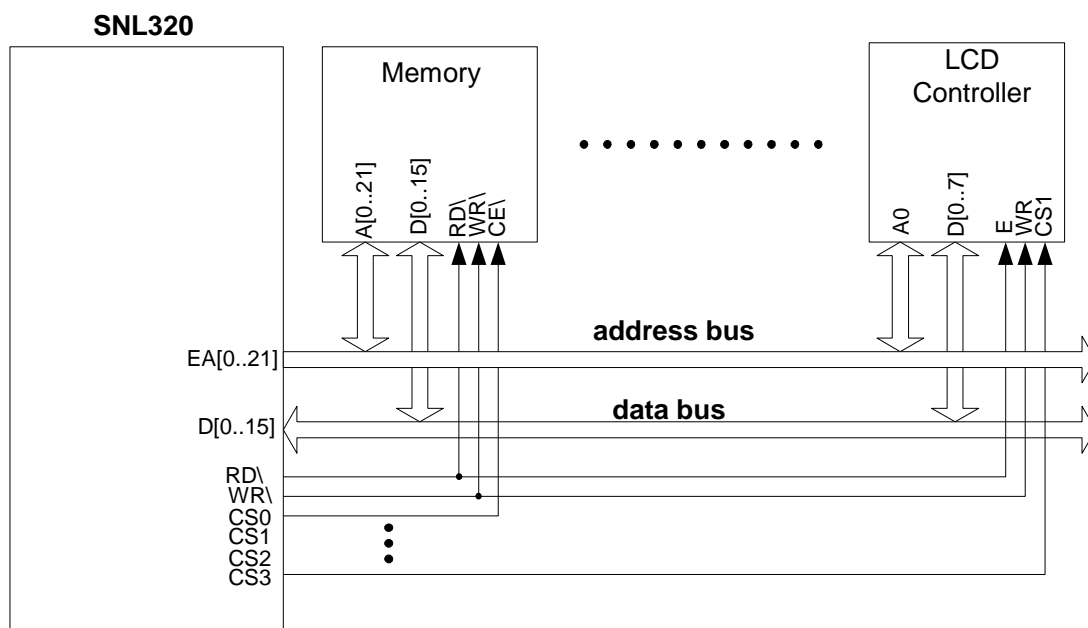 SNL320
Memory
LCD
Controller
A[0..21]
D[0..15]
RD\
WR\
CE\
A0
D[0..7]
E
WR
CS1
address bus
EA[0..21]
data bus
D[0..15]
RD\
WR\
CS0
CS1
CS2
CS3